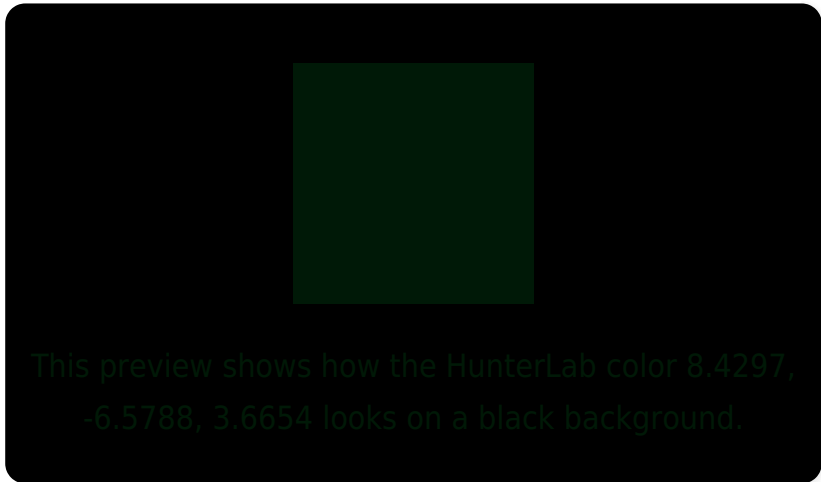 This preview shows how the HunterLab color 8.4297,
-6.5788, 3.6654 looks on a black background.